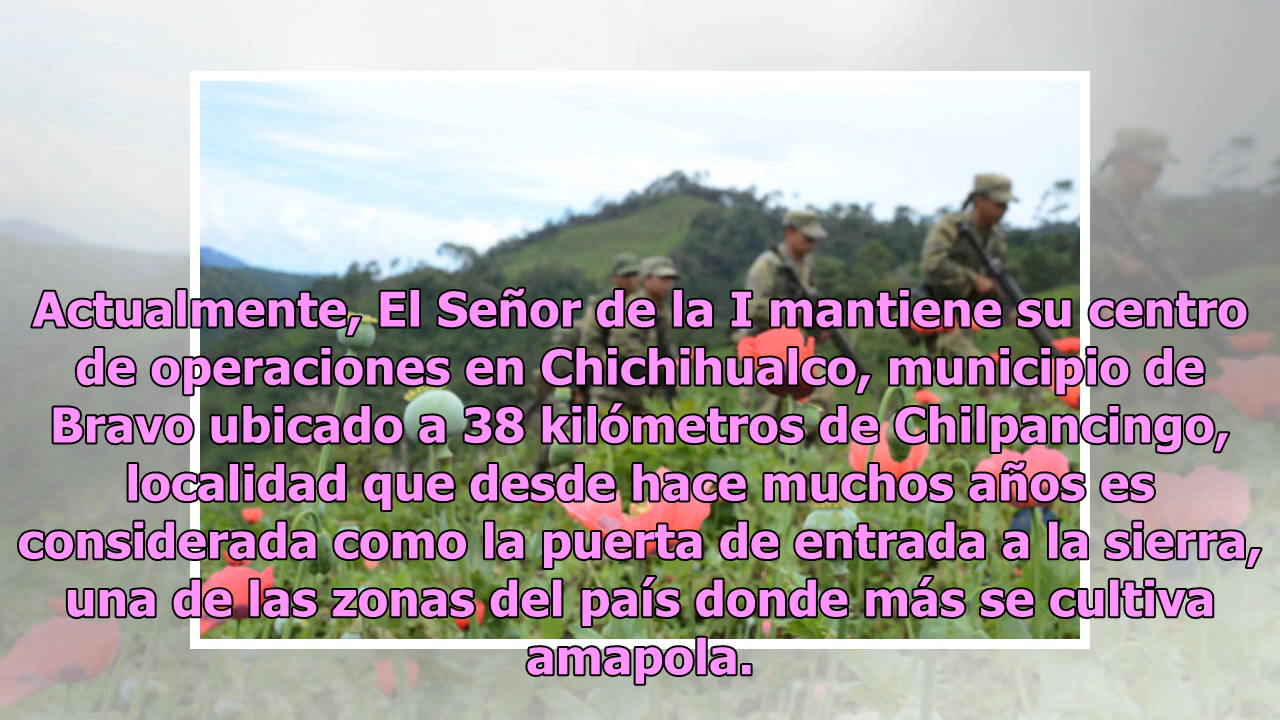 Actualmente, El Señor de la I mantiene su centro
de operaciones en Chichihualco, municipio de
Bravo ubicado a 38 kilómetros de Chilpancingo,
localidad que desde hace muchos años es
considerada como la puerta de entrada a la sierra,
una de las zonas del país donde más se cultiva
amapola.